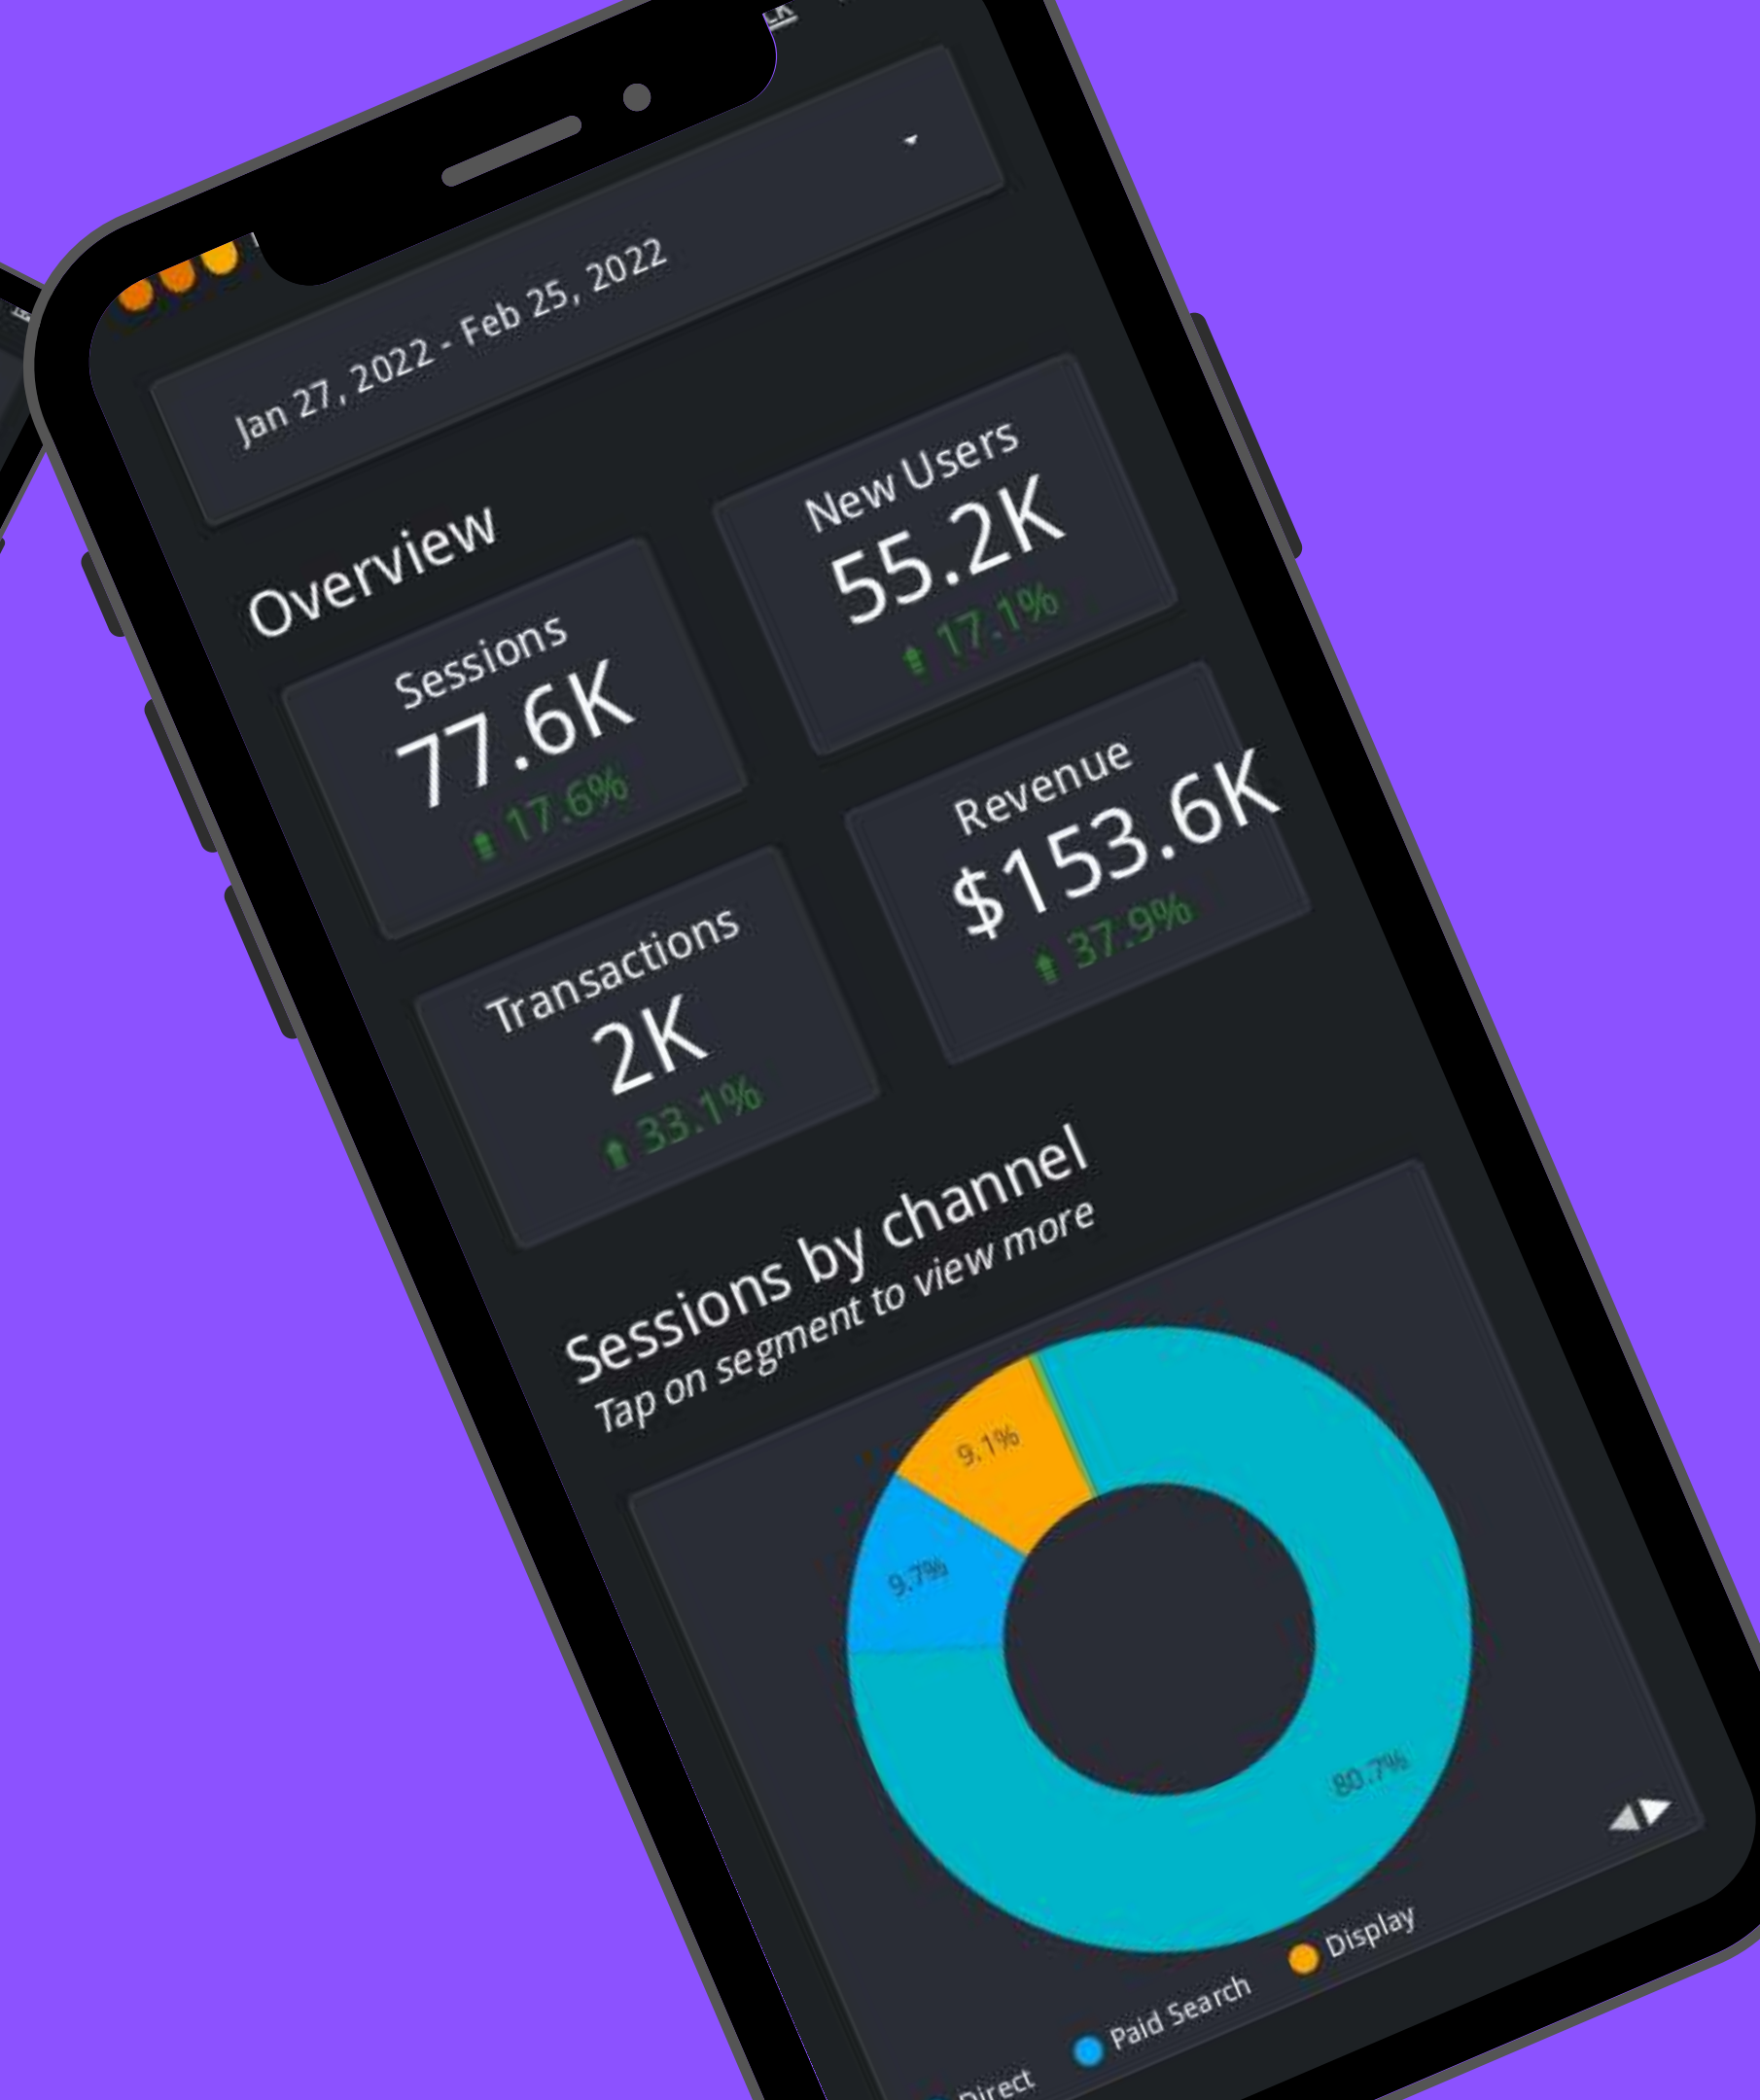 Jan 27, 2022 - Feb 25, 2022
Overview
Sessions
77.6K
17.6%
New Users
55.2K
17.1%
Transactions
2K
33.1%
Revenue
$153.6K
37.9%
Sessions by channel
Tap on segment to view more
9.1%
9.7%
80.7%
Direct
Paid Search
Display